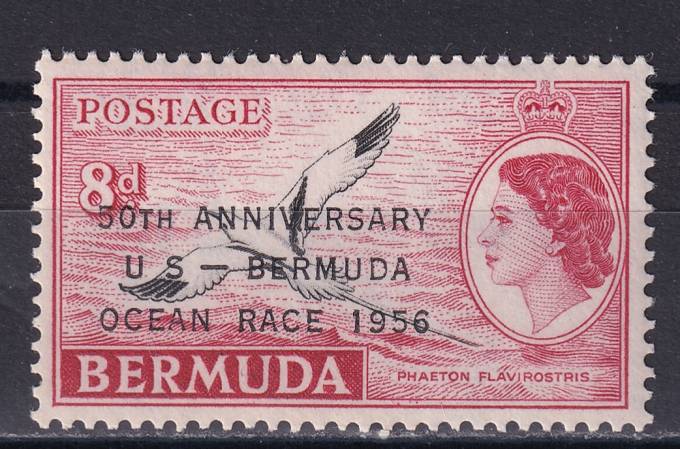 POSTAGE
8d
50TH ANNIVERSARY
U S — BERMUDA
OCEAN RACE 1956
BERMUDA
PHAETON FLAVIROSTRIS